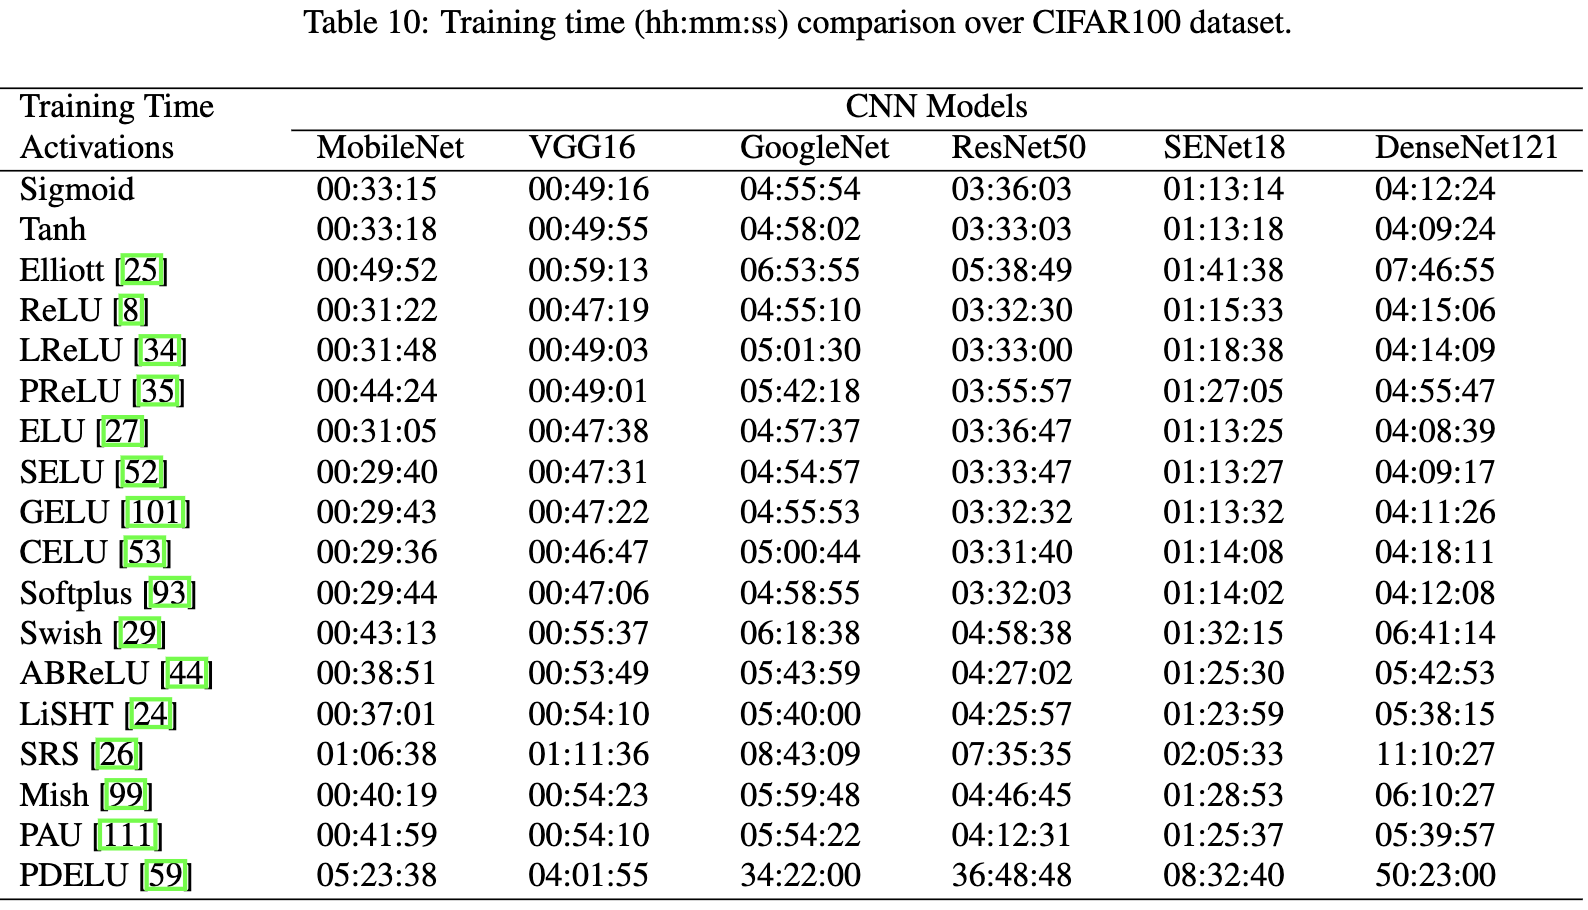 Table 10: Training time (hh:mm:ss) comparison over CIFAR100 dataset.
Training Time CNN Models
Activations MobileNet VGG16 GoogleNet ResNet50 SENet18 DenseNet121
Sigmoid 00:33:15 00:49:16 04:55:54 03:36:03 01:13:14 04:12:24
Tanh 00:33:18 00:49:55 04:58:02 03:33:03 01:13:18 04:09:24
Elliott [25] 00:49:52 00:59:13 06:53:55 05:38:49 01:41:38 07:46:55
ReLU [8] 00:31:22 00:47:19 04:55:10 03:32:30 01:15:33 04:15:06
LReLU [34] 00:31:48 00:49:03 05:01:30 03:33:00 01:18:38 04:14:09
PReLU [35] 00:44:24 00:49:01 05:42:18 03:55:57 01:27:05 04:55:47
ELU [27] 00:31:05 00:47:38 04:57:37 03:36:47 01:13:25 04:08:39
SELU [52] 00:29:40 00:47:31 04:54:57 03:33:47 01:13:27 04:09:17
GELU [101] 00:29:43 00:47:22 04:55:53 03:32:32 01:13:32 04:11:26
CELU [53] 00:29:36 00:46:47 05:00:44 03:31:40 01:14:08 04:18:11
Softplus [93] 00:29:44 00:47:06 04:58:55 03:32:03 01:14:02 04:12:08
Swish [29] 00:43:13 00:55:37 06:18:38 04:58:38 01:32:15 06:41:14
ABReLU [44] 00:38:51 00:53:49 05:43:59 04:27:02 01:25:30 05:42:53
LiSHT [24] 00:37:01 00:54:10 05:40:00 04:25:57 01:23:59 05:38:15
SRS [26] 01:06:38 01:11:36 08:43:09 07:35:35 02:05:33 11:10:27
Mish [99] 00:40:19 00:54:23 05:59:48 04:46:45 01:28:53 06:10:27
PAU [111] 00:41:59 00:54:10 05:54:22 04:12:31 01:25:37 05:39:57
PDELU [59] 05:23:38 04:01:55 34:22:00 36:48:48 08:32:40 50:23:00